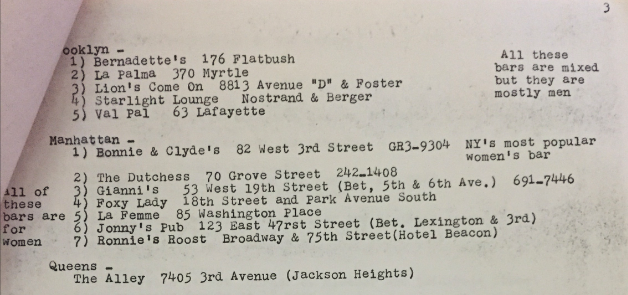 3
ooklyn -
1) Bernadette's 176 Flatbush
2) La Palma 370 Myrtle
3) Lion's Come On 8813 Avenue "D" & Foster
4) Starlight Lounge Nostrand & Berger
5) Val Pal 63 Lafayette
All these
bars are mixed
but they are
mostly men
Manhattan -
1) Bonnie & Clyde's 82 West 3rd Street GR3-9304 NY's most popular
women's bar
2) The Dutchess 70 Grove Street 242-1408
3) Gianni's 53 West 19th Street (Bet, 5th & 6th Ave.) 691-7446
4) Foxy Lady 18th Street and Park Avenue South
5) La Femme 85 Washington Place
6) Jonny's Pub 123 East 47rst Street (Bet. Lexington & 3rd)
7) Ronnie's Roost Broadway & 75th Street(Hotel Beacon)
All of
these
bars are
for
women
Queens -
The Alley 7405 3rd Avenue (Jackson Heights)